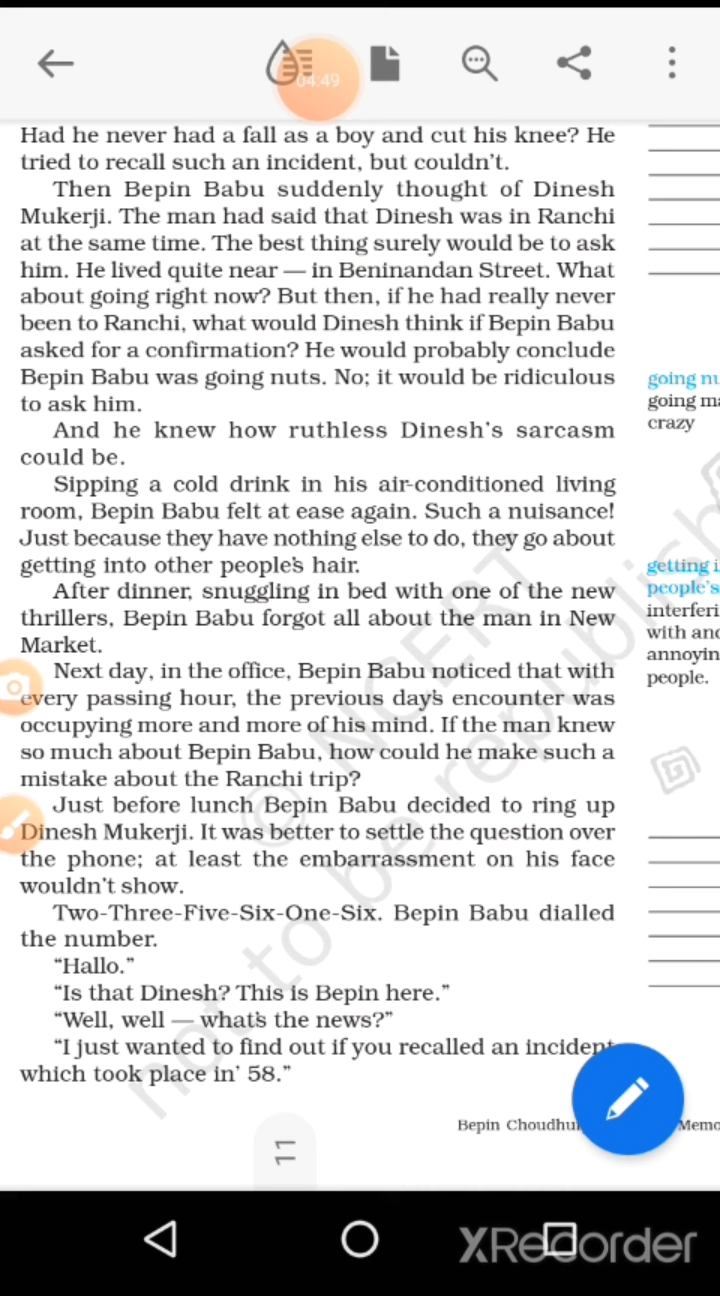 04:49
Had he never had a fall as a boy and cut his knee? He
tried to recall such an incident, but couldn't.
Then Bepin Babu suddenly thought of Dinesh
Mukerji. The man had said that Dinesh was in Ranchi
at the same time. The best thing surely would be to ask
him. He lived quite near — in Beninandan Street. What
about going right now? But then, if he had really never
been to Ranchi, what would Dinesh think if Bepin Babu
asked for a confirmation? He would probably conclude
Bepin Babu was going nuts. No; it would be ridiculous
to ask him.
And he knew how ruthless Dinesh's sarcasm
could be.
Sipping a cold drink in his air-conditioned living
room, Bepin Babu felt at ease again. Such a nuisance!
Just because they have nothing else to do, they go about
getting into other people's hair.
After dinner, snuggling in bed with one of the new
thrillers, Bepin Babu forgot all about the man in New
Market.
Next day, in the office, Bepin Babu noticed that with
every passing hour, the previous day's encounter was
occupying more and more of his mind. If the man knew
so much about Bepin Babu, how could he make such a
mistake about the Ranchi trip?
Just before lunch Bepin Babu decided to ring up
Dinesh Mukerji. It was better to settle the question over
the phone; at least the embarrassment on his face
wouldn't show.
Two-Three-Five-Six-One-Six. Bepin Babu dialled
the number.
“Hallo.”
“Is that Dinesh? This is Bepin here.”
“Well, well — what's the news?”
“I just wanted to find out if you recalled an incident
which took place in' 58.”
going nu
going ma
crazy
getting i
people's
interferi
with and
annoyin
people.
© NCERT
not to be republish
Bepin Choudhu
Memo
11
XRecorder